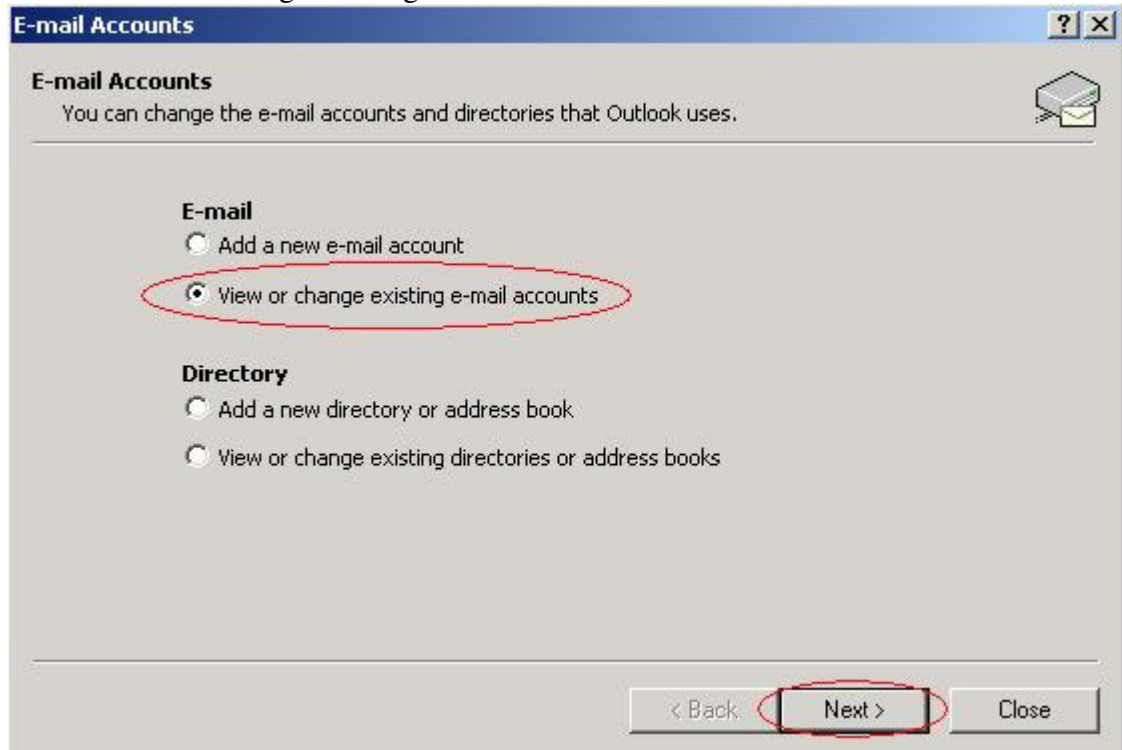 E-mail Accounts
E-mail Accounts
You can change the e-mail accounts and directories that Outlook uses.
E-mail
Add a new e-mail account
View or change existing e-mail accounts
Directory
Add a new directory or address book
View or change existing directories or address books
< Back Next > Close